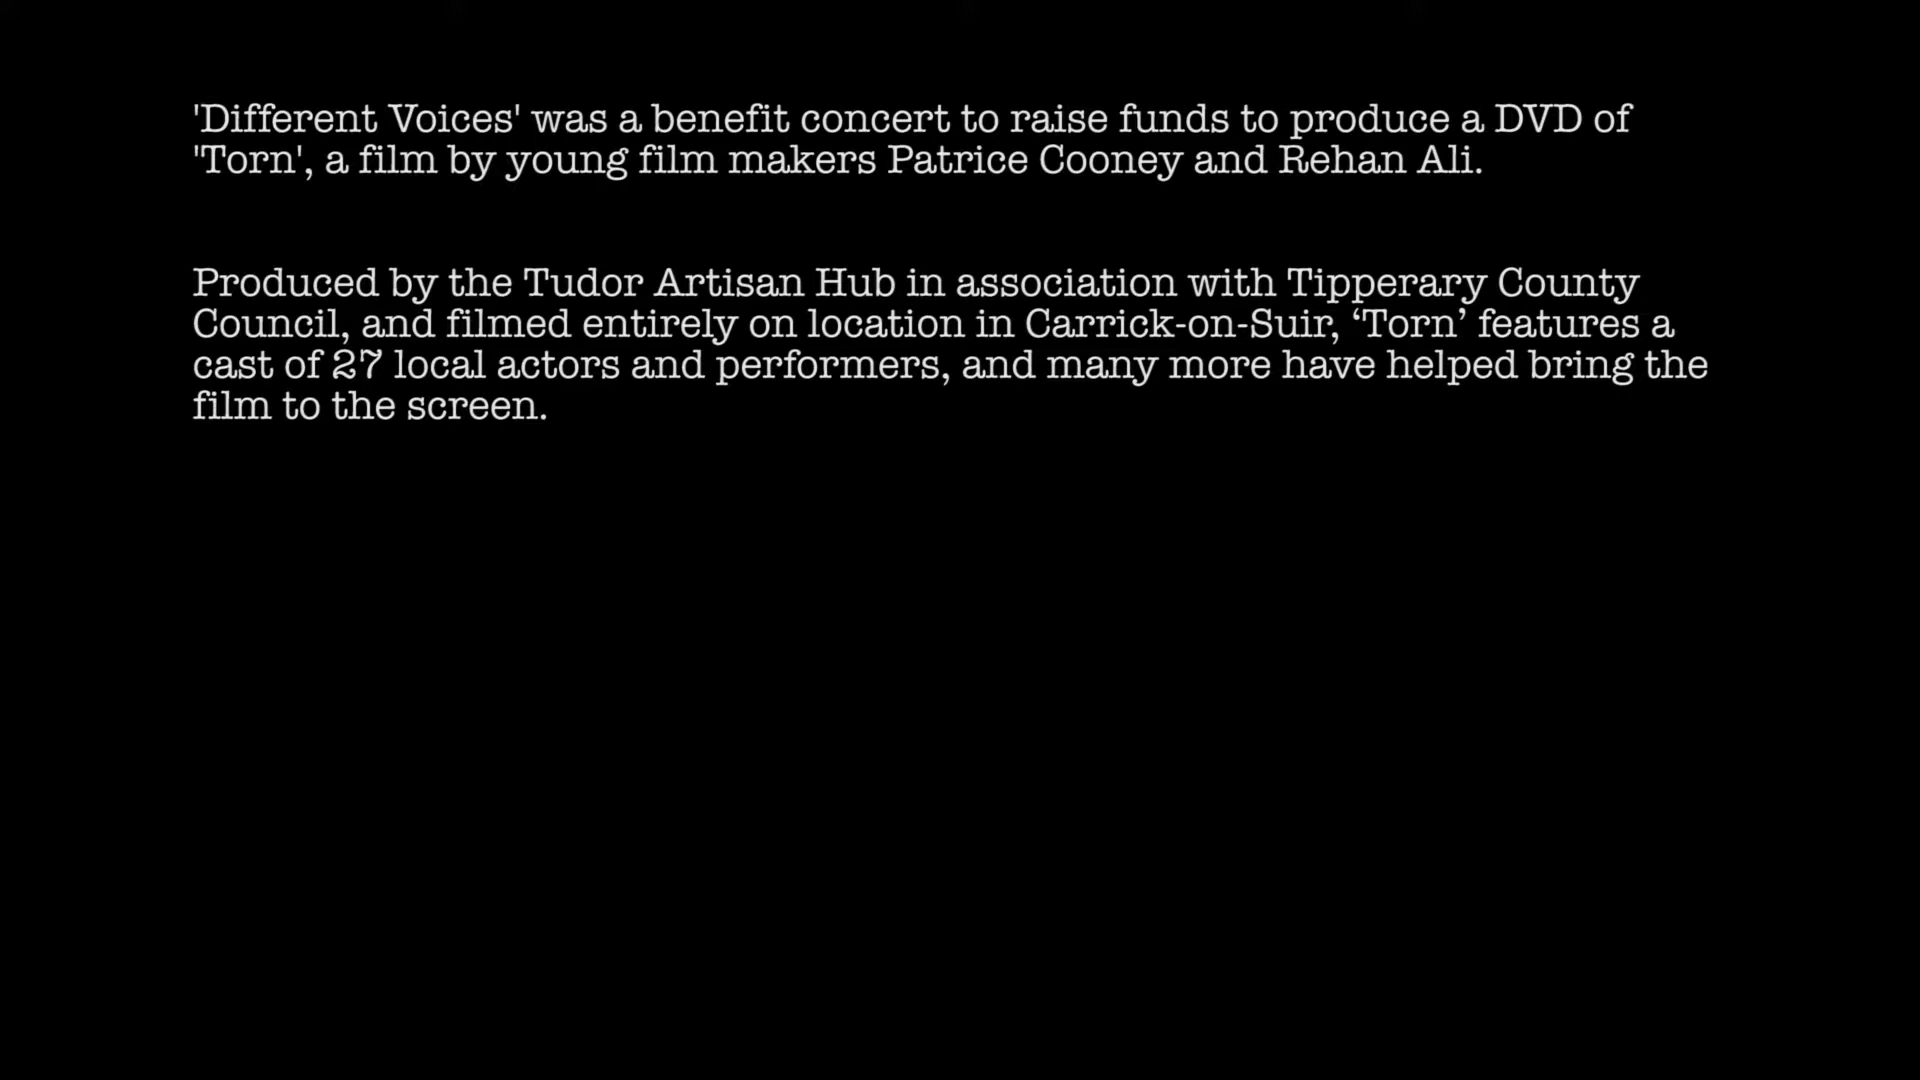 'Different Voices' was a benefit concert to raise funds to produce a DVD of
'Torn', a film by young film makers Patrice Cooney and Rehan Ali.
Produced by the Tudor Artisan Hub in association with Tipperary County
Council, and filmed entirely on location in Carrick-on-Suir, ‘Torn’ features a
cast of 27 local actors and performers, and many more have helped bring the
film to the screen.